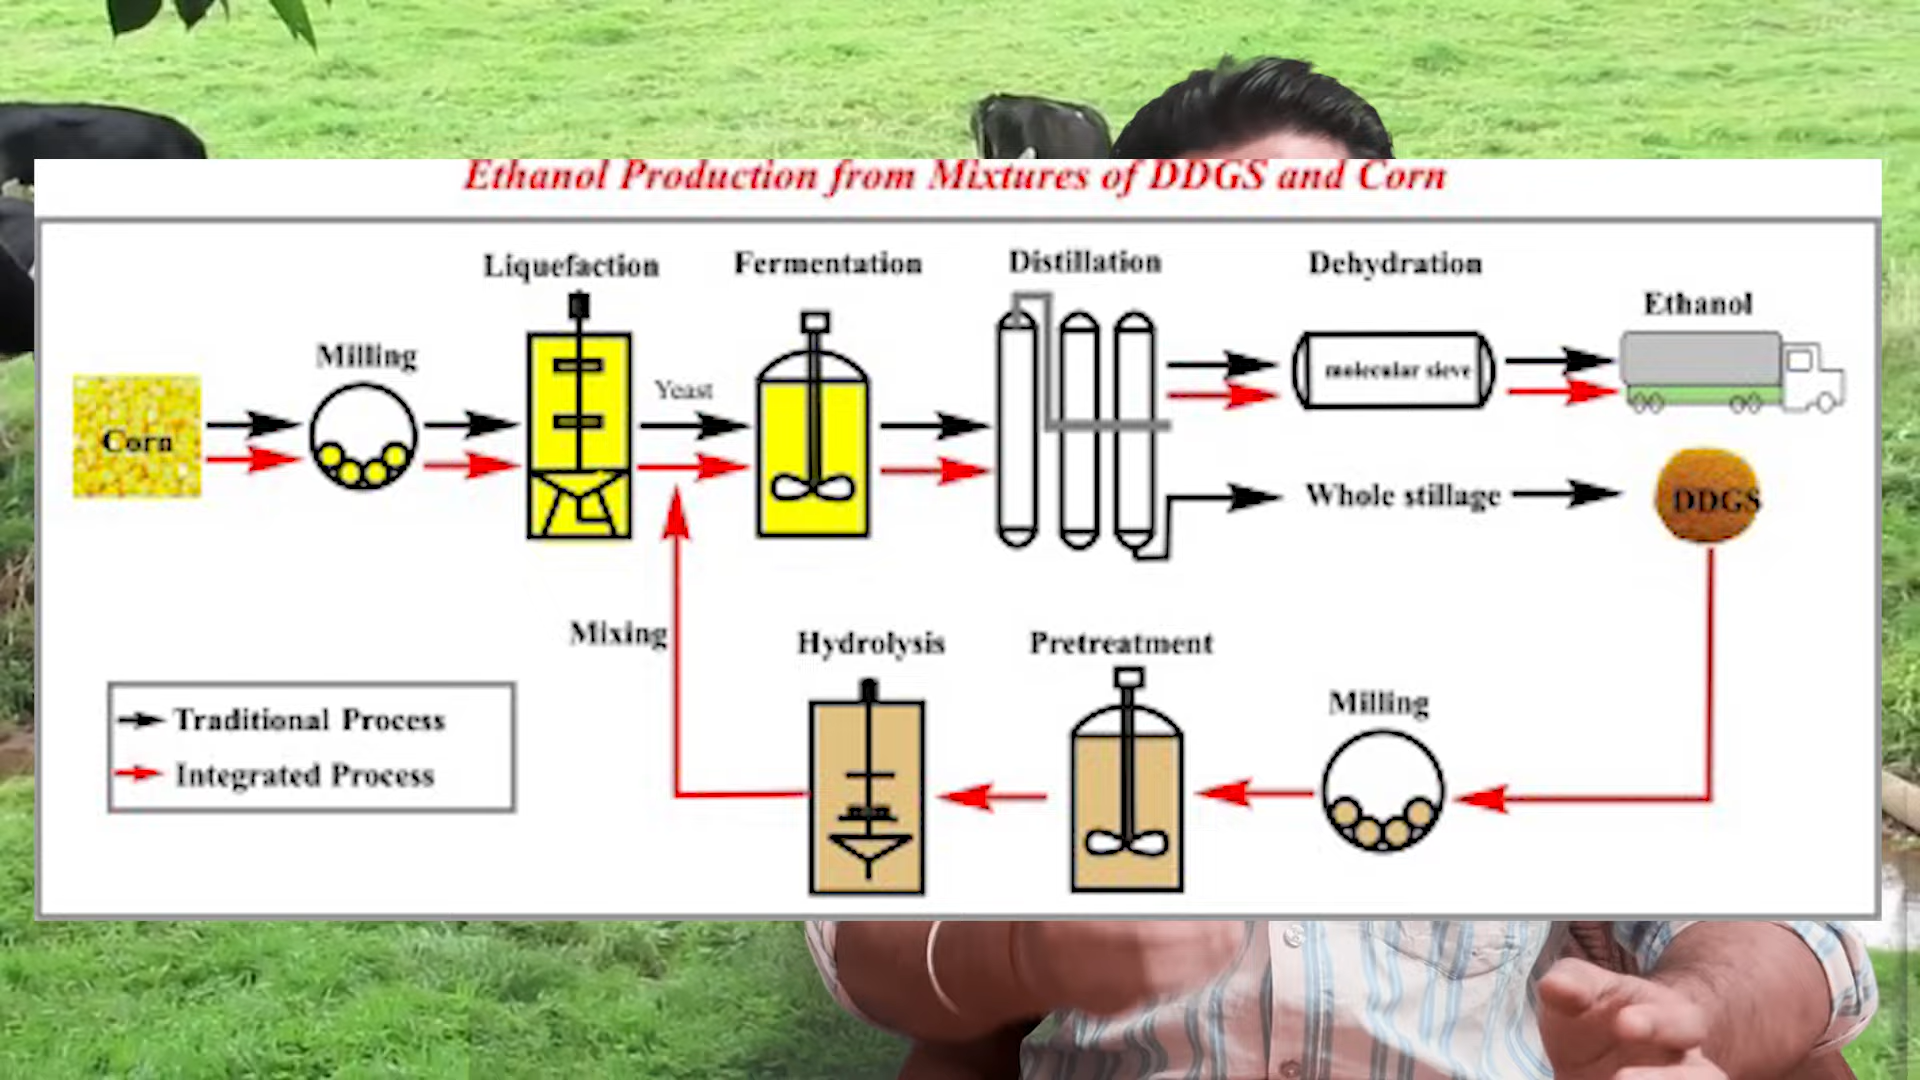 Ethanol Production from Mixtures of DDGS and Corn
Liquefaction
Fermentation
Distillation
Dehydration
Ethanol
Milling
Corn
Yeast
molecular sieve
Whole stillage
DDGS
Mixing
Hydrolysis
Pretreatment
Milling
Traditional Process
Integrated Process